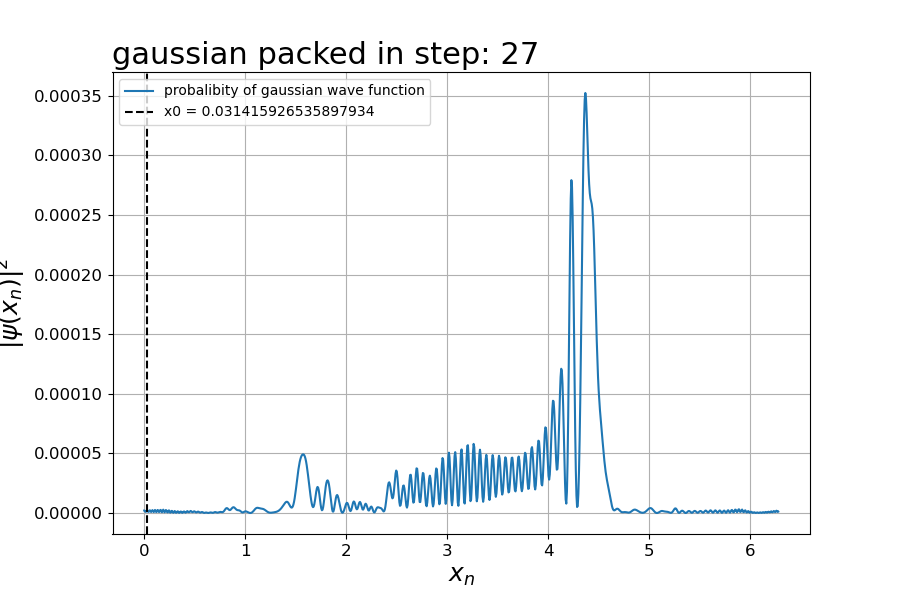 gaussian packed in step: 27
probalibity of gaussian wave function
x0 = 0.031415926535897934
0.00035
0.00030
0.00025
0.00020
0.00015
0.00010
0.00005
0.00000
|ψ(xₙ)|²
0 1 2 3 4 5 6
xₙ